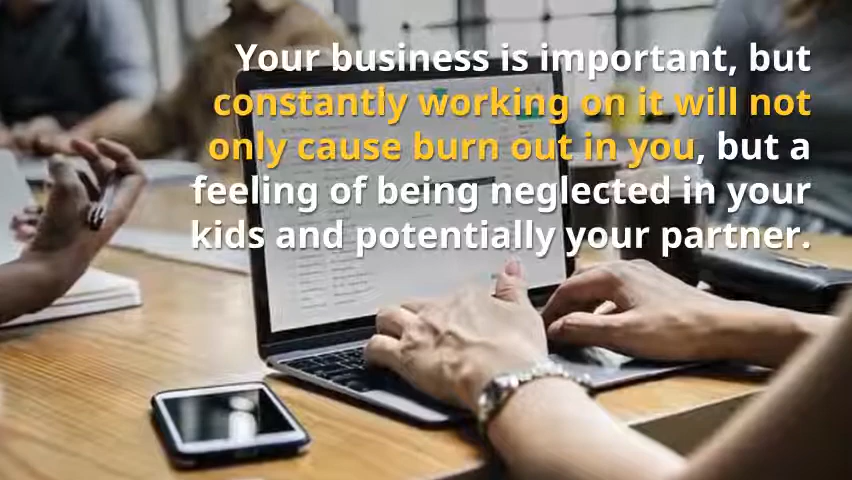 Your business is important, but
constantly working on it will not
only cause burn out in you, but a
feeling of being neglected in your
kids and potentially your partner.